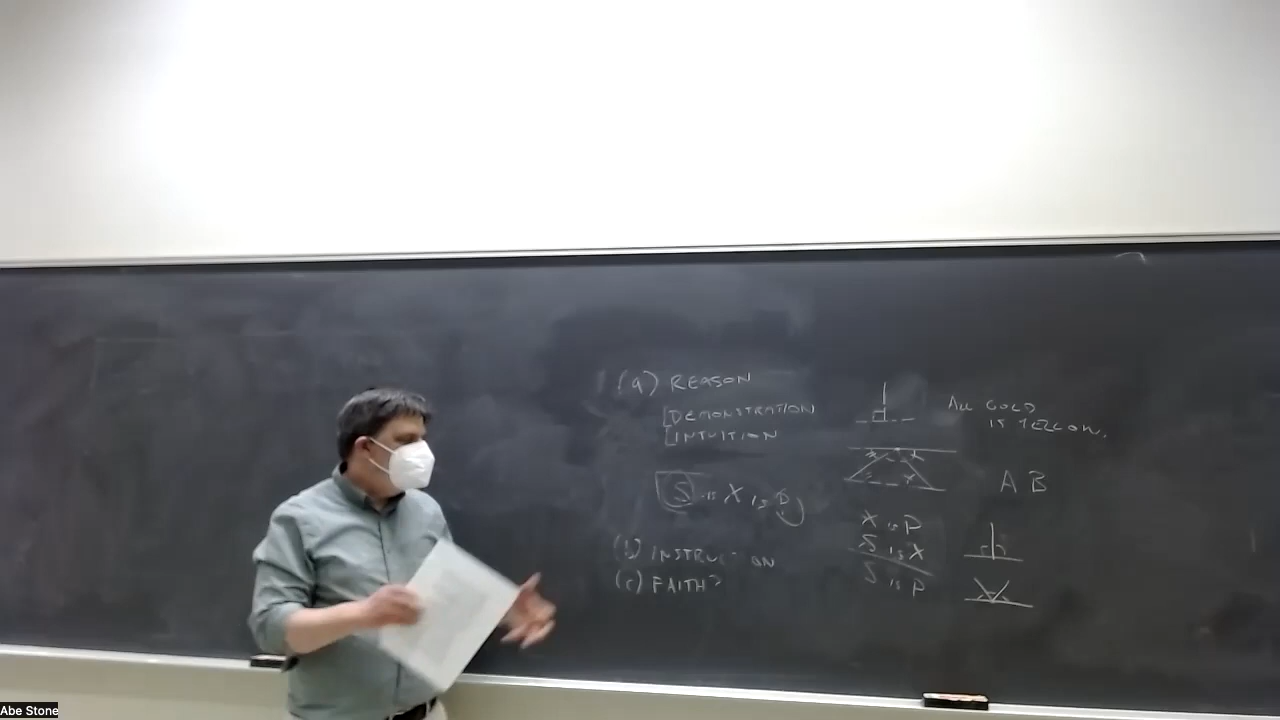 (a) REASON
[DEMONSTRATION
[INTUITION
S is X is P
(b) INSTRUCTION
(c) FAITH?
X is P
S is X
S is P
ALL GOLD
IS YELLOW.
A B
Abe Stone